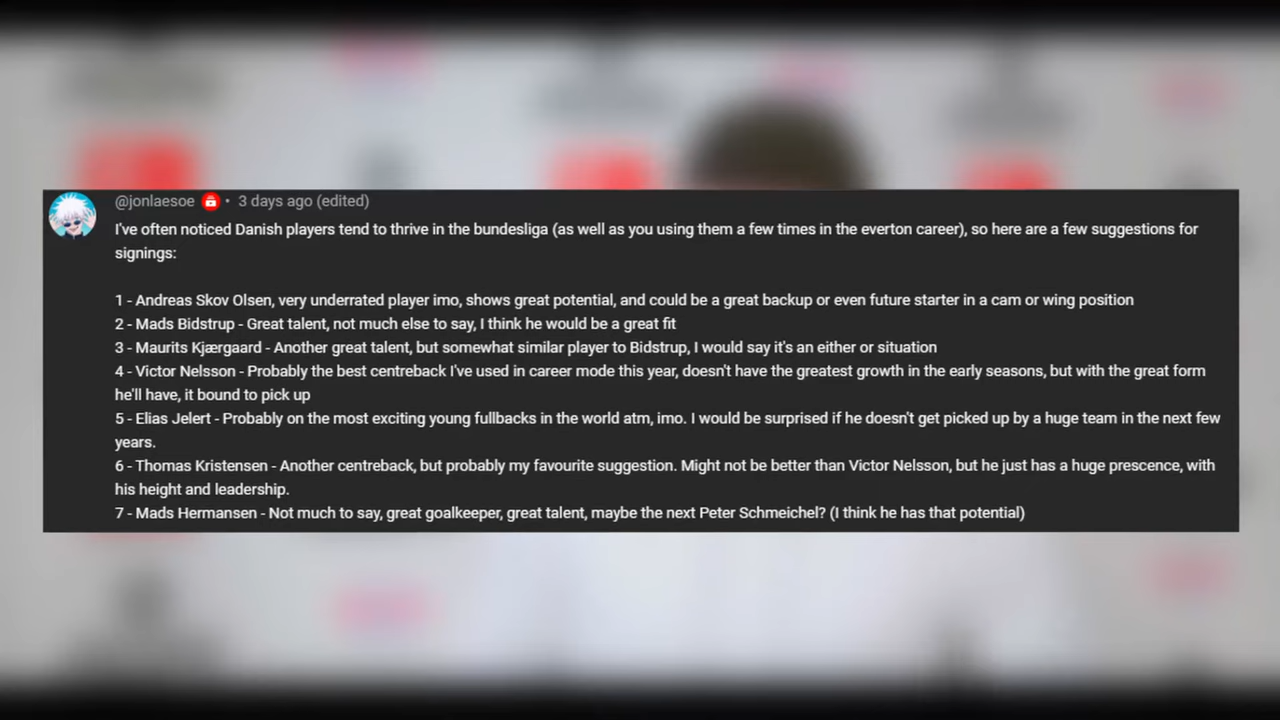 @jonlaesoe • 3 days ago (edited)
I've often noticed Danish players tend to thrive in the bundesliga (as well as you using them a few times in the everton career), so here are a few suggestions for
signings:
1 - Andreas Skov Olsen, very underrated player imo, shows great potential, and could be a great backup or even future starter in a cam or wing position
2 - Mads Bidstrup - Great talent, not much else to say, I think he would be a great fit
3 - Maurits Kjærgaard - Another great talent, but somewhat similar player to Bidstrup, I would say it's an either or situation
4 - Victor Nelsson - Probably the best centreback I've used in career mode this year, doesn't have the greatest growth in the early seasons, but with the great form
he'll have, it bound to pick up
5 - Elias Jelert - Probably on the most exciting young fullbacks in the world atm, imo. I would be surprised if he doesn't get picked up by a huge team in the next few
years.
6 - Thomas Kristensen - Another centreback, but probably my favourite suggestion. Might not be better than Victor Nelsson, but he just has a huge prescence, with
his height and leadership.
7 - Mads Hermansen - Not much to say, great goalkeeper, great talent, maybe the next Peter Schmeichel? (I think he has that potential)